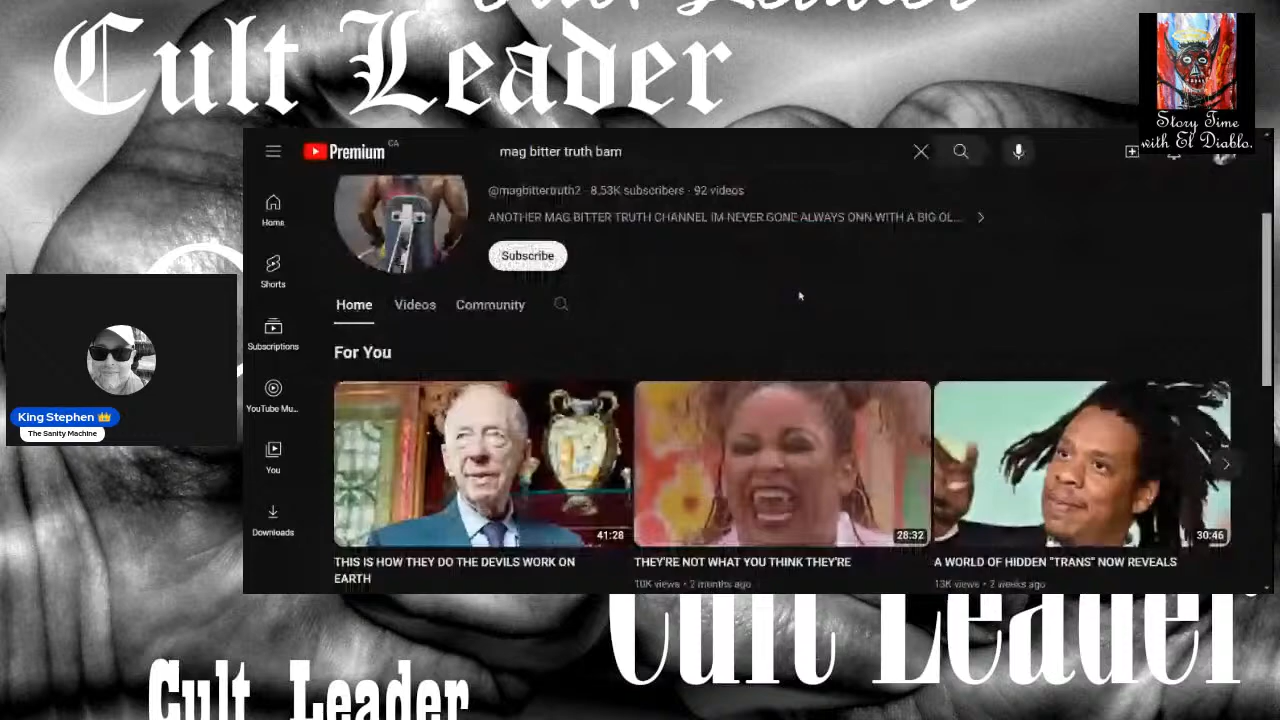 Cult Leader
Cult Leader
Story Time
with El Diablo.
Premium CA
mag bitter truth bam
@magbittertruth2 · 8.53K subscribers · 92 videos
ANOTHER MAG BITTER TRUTH CHANNEL IM NEVER GONE ALWAYS ONN WITH A BIG OL...
Subscribe
Home
Shorts
Subscriptions
YouTube Mu...
You
Downloads
Home Videos Community
For You
King Stephen
The Sanity Machine
41:28
28:32
30:46
THIS IS HOW THEY DO THE DEVILS WORK ON
EARTH
THEY'RE NOT WHAT YOU THINK THEY'RE
10K views • 2 months ago
A WORLD OF HIDDEN "TRANS" NOW REVEALS
13K views • 2 weeks ago
Cult Leader
Cult Leader